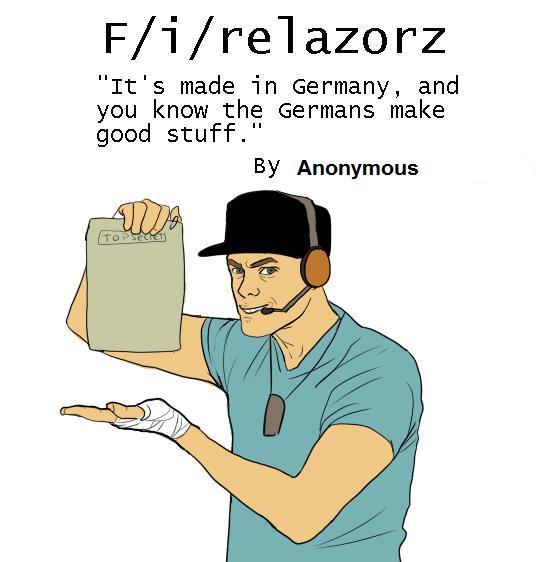 F/i/relazorz
"It's made in Germany, and
you know the Germans make
good stuff."
By Anonymous
TOP secret